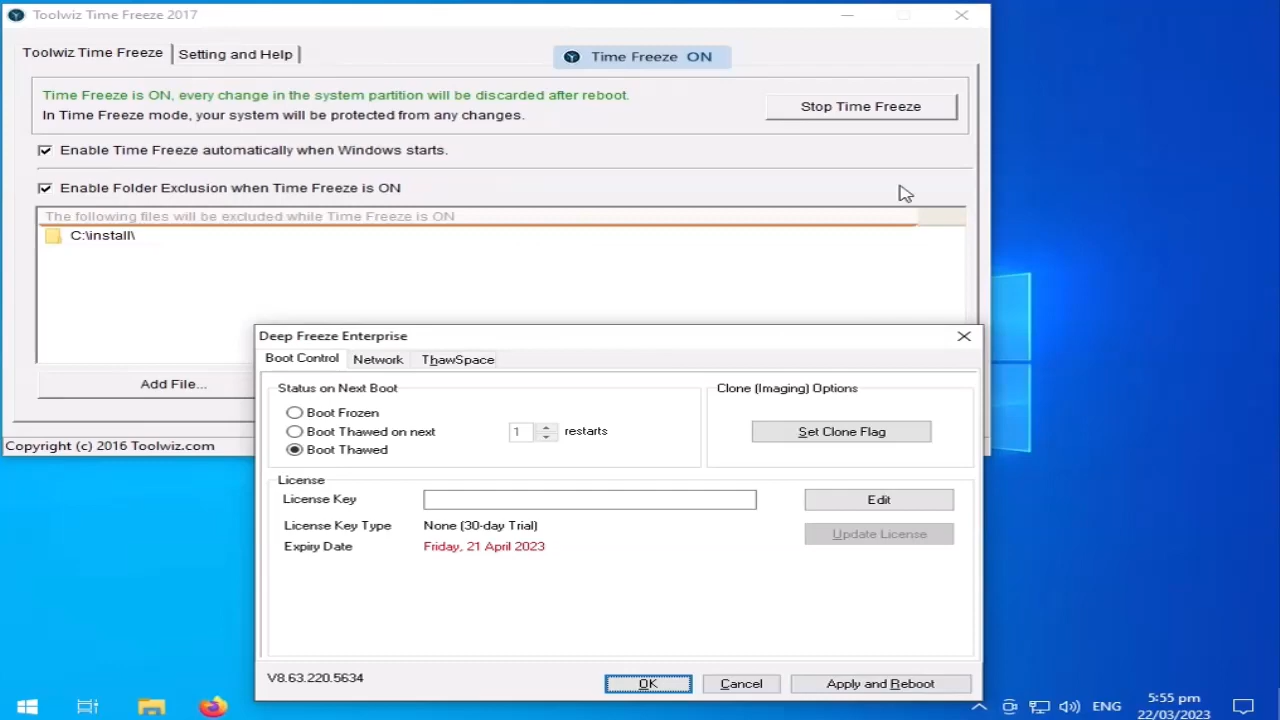 Toolwiz Time Freeze 2017
Toolwiz Time Freeze
Setting and Help
Time Freeze ON
Time Freeze is ON, every change in the system partition will be discarded after reboot.
In Time Freeze mode, your system will be protected from any changes.
Stop Time Freeze
Enable Time Freeze automatically when Windows starts.
Enable Folder Exclusion when Time Freeze is ON
The following files will be excluded while Time Freeze is ON
C:\install\
Add File...
Copyright (c) 2016 Toolwiz.com
Deep Freeze Enterprise
Boot Control
Network
ThawSpace
Status on Next Boot
Boot Frozen
Boot Thawed on next 1 restarts
Boot Thawed
Clone (Imaging) Options
Set Clone Flag
License
License Key
Edit
License Key Type None (30-day Trial)
Update License
Expiry Date Friday, 21 April 2023
V8.63.220.5634
OK
Cancel
Apply and Reboot
ENG
5:55 pm
22/03/2023